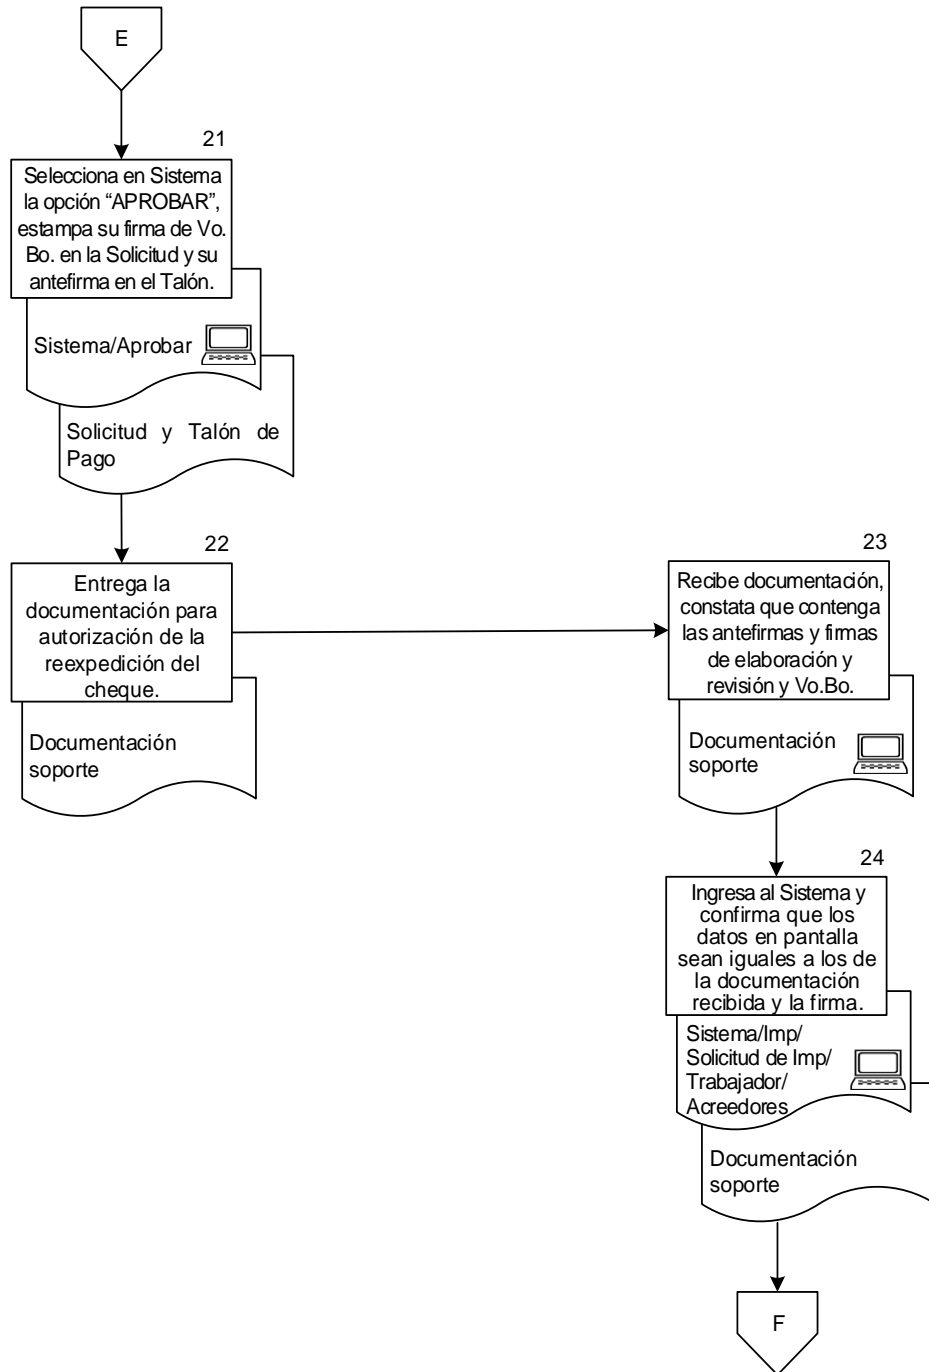 E
21
Selecciona en Sistema
la opción “APROBAR”,
estampa su firma de Vo.
Bo. en la Solicitud y su
antefirma en el Talón.
Sistema/Aprobar
Solicitud y Talón de
Pago
22
Entrega la
documentación para
autorización de la
reexpedición del
cheque.
Documentación
soporte
23
Recibe documentación,
constata que contenga
las antefirmas y firmas
de elaboración y
revisión y Vo.Bo.
Documentación
soporte
24
Ingresa al Sistema y
confirma que los
datos en pantalla
sean iguales a los de
la documentación
recibida y la firma.
Sistema/Imp/
Solicitud de Imp/
Trabajador/
Acreedores
Documentación
soporte
F